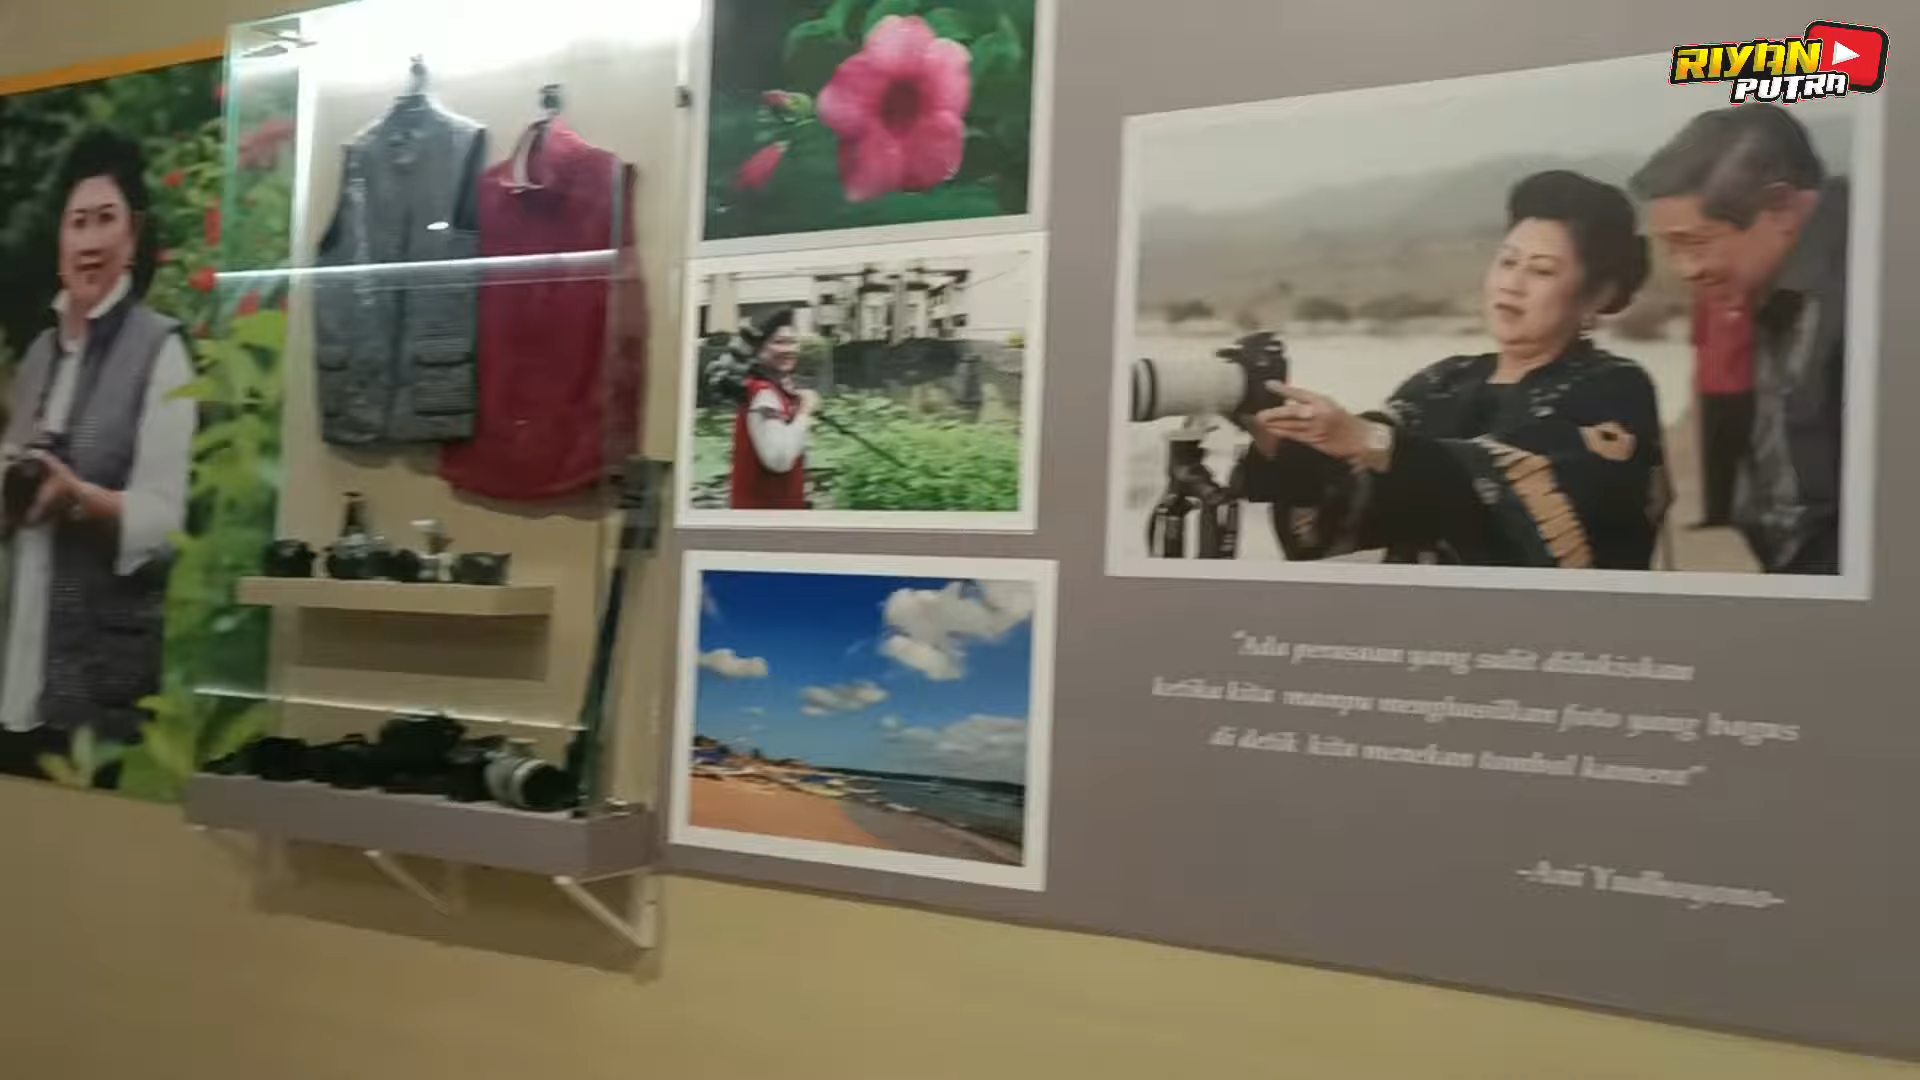 RIYAN
PUTRA
"Ada perasaan yang sulit dilukiskan
ketika kita mampu menghasilkan foto yang bagus
di detik kita menekan tombol kamera"
-Ani Yudhoyono-